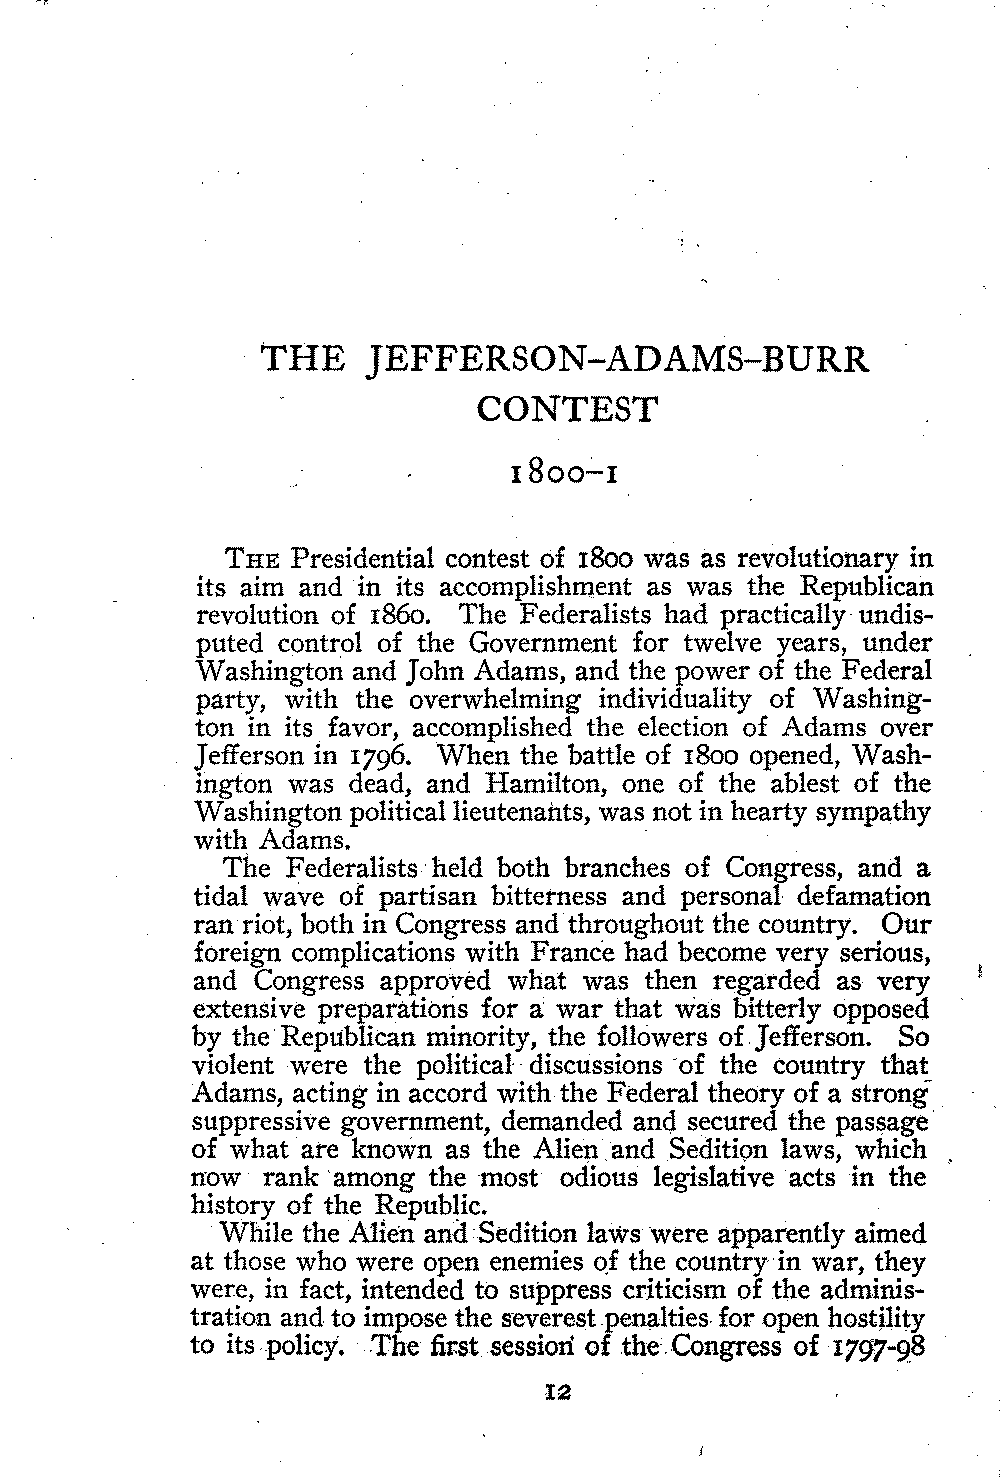 THE JEFFERSON–ADAMS–BURR
CONTEST
1800–1
THE Presidential contest of 1800 was as revolutionary in
its aim and in its accomplishment as was the Republican
revolution of 1860. The Federalists had practically undis-
puted control of the Government for twelve years, under
Washington and John Adams, and the power of the Federal
party, with the overwhelming individuality of Washing-
ton in its favor, accomplished the election of Adams over
Jefferson in 1796. When the battle of 1800 opened, Wash-
ington was dead, and Hamilton, one of the ablest of the
Washington political lieutenants, was not in hearty sympathy
with Adams.
The Federalists held both branches of Congress, and a
tidal wave of partisan bitterness and personal defamation
ran riot, both in Congress and throughout the country. Our
foreign complications with France had become very serious,
and Congress approved what was then regarded as very
extensive preparations for a war that was bitterly opposed
by the Republican minority, the followers of Jefferson. So
violent were the political discussions of the country that
Adams, acting in accord with the Federal theory of a strong
suppressive government, demanded and secured the passage
of what are known as the Alien and Sedition laws, which
now rank among the most odious legislative acts in the
history of the Republic.
While the Alien and Sedition laws were apparently aimed
at those who were open enemies of the country in war, they
were, in fact, intended to suppress criticism of the adminis-
tration and to impose the severest penalties for open hostility
to its policy. The first session of the Congress of 1797-98
12